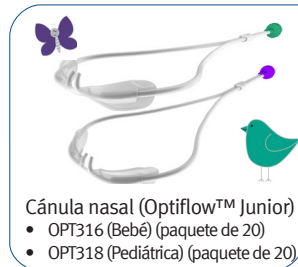 Cánula nasal (Optiflow™ Junior)
• OPT316 (Bebé) (paquete de 20)
• OPT318 (Pediátrica) (paquete de 20)